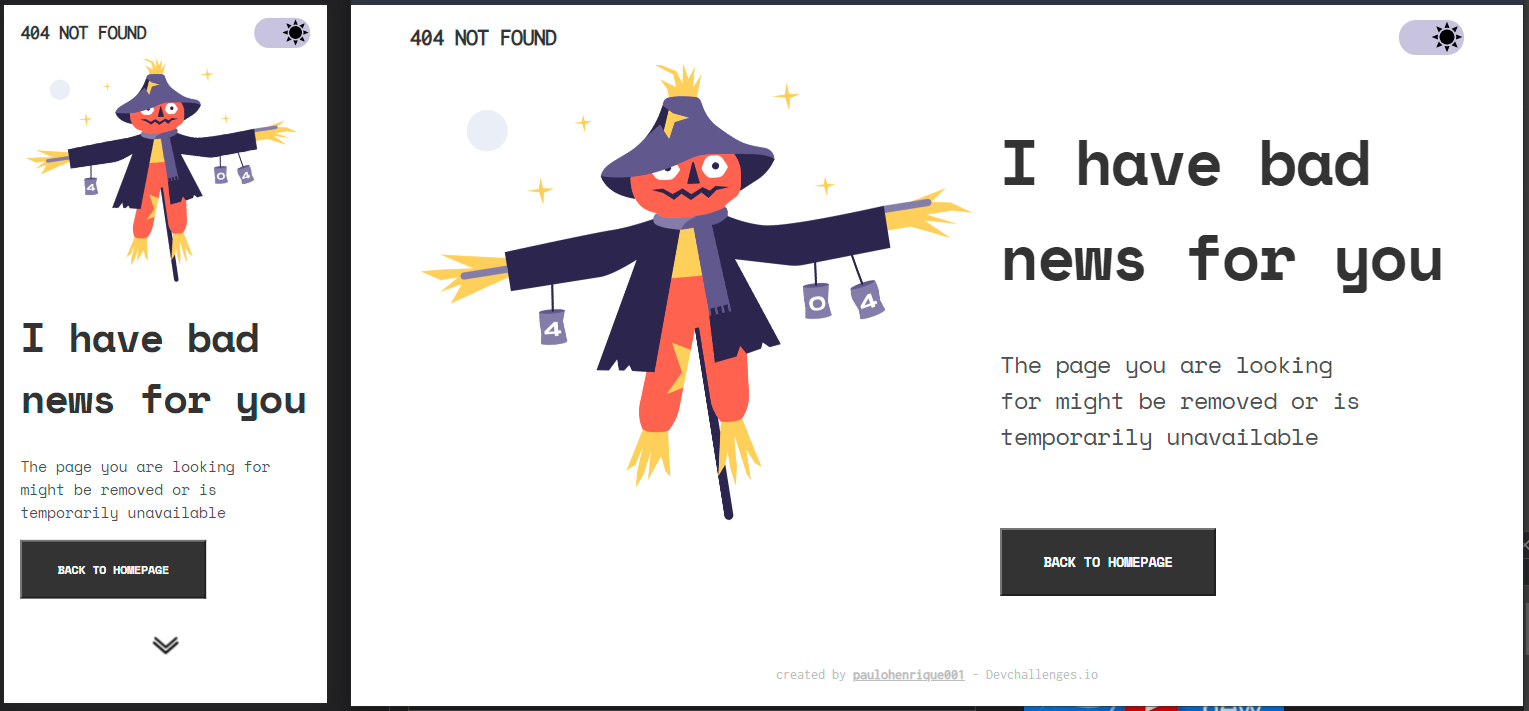 404 NOT FOUND
4
0
4
I have bad
news for you
The page you are looking for
might be removed or is
temporarily unavailable
BACK TO HOMEPAGE
404 NOT FOUND
4
0
4
I have bad
news for you
The page you are looking
for might be removed or is
temporarily unavailable
BACK TO HOMEPAGE
created by paulohenrique001 - Devchallenges.io